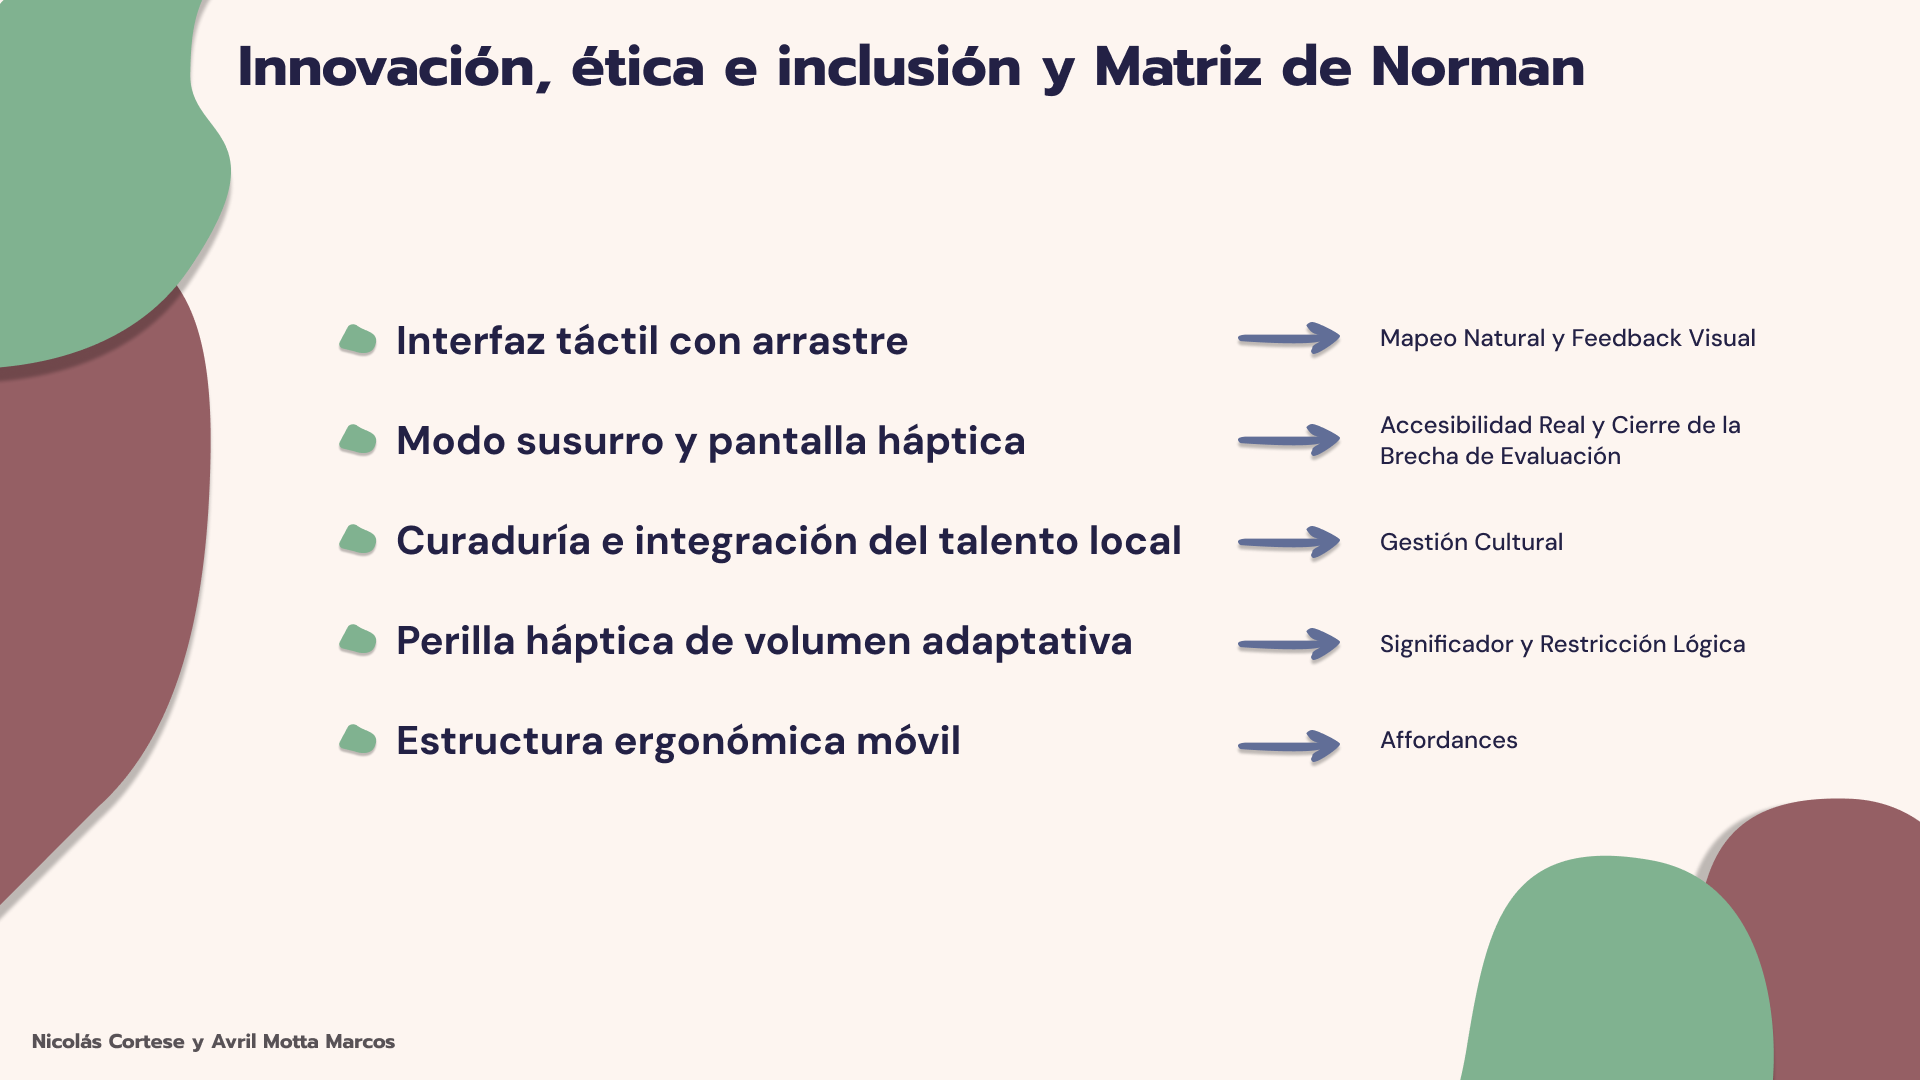 Innovación, ética e inclusión y Matriz de Norman
Interfaz táctil con arrastre
Mapeo Natural y Feedback Visual
Modo susurro y pantalla háptica
Accesibilidad Real y Cierre de la
Brecha de Evaluación
Curaduría e integración del talento local
Gestión Cultural
Perilla háptica de volumen adaptativa
Significador y Restricción Lógica
Estructura ergonómica móvil
Affordances
Nicolás Cortese y Avril Motta Marcos